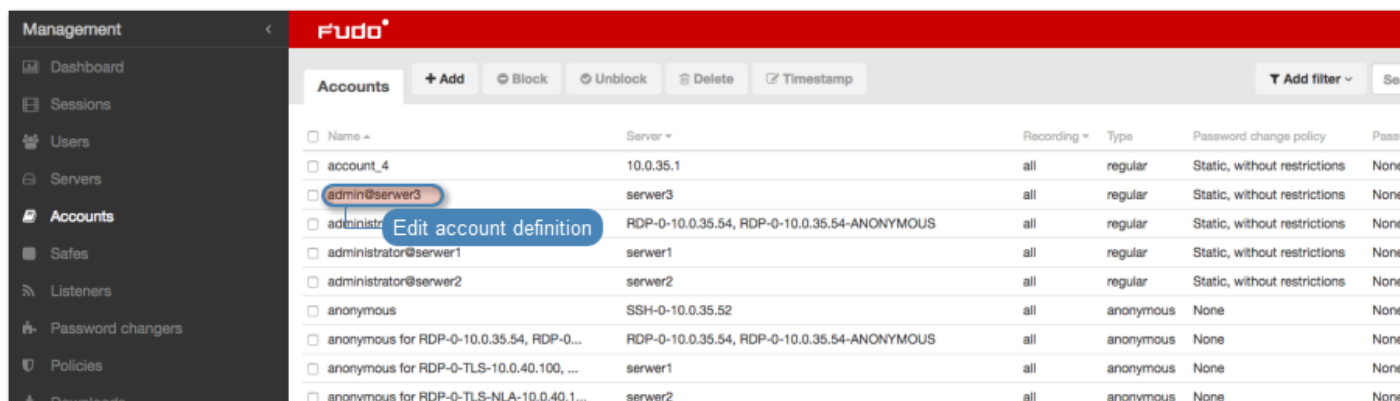 Management <
Fudo
Dashboard
Sessions
Users
Servers
Accounts
Safes
Listeners
Password changers
Policies
Downloads
Accounts + Add Block Unblock Delete Timestamp Add filter
Name Server Recording Type Password change policy
account_4 10.0.35.1 all regular Static, without restrictions None
admin@serwer3 serwer3 all regular Static, without restrictions None
RDP-0-10.0.35.54, RDP-0-10.0.35.54-ANONYMOUS all regular Static, without restrictions None
Edit account definition
administrator@serwer1 serwer1 all regular Static, without restrictions None
administrator@serwer2 serwer2 all regular Static, without restrictions None
anonymous SSH-0-10.0.35.52 all anonymous None None
anonymous for RDP-0-10.0.35.54, RDP-0... RDP-0-10.0.35.54, RDP-0-10.0.35.54-ANONYMOUS all anonymous None None
anonymous for RDP-0-TLS-10.0.40.100, ... serwer1 all anonymous None None
anonymous for RDP-0-TLS-NLA-10.0.40.1... serwer2 all anonymous None None